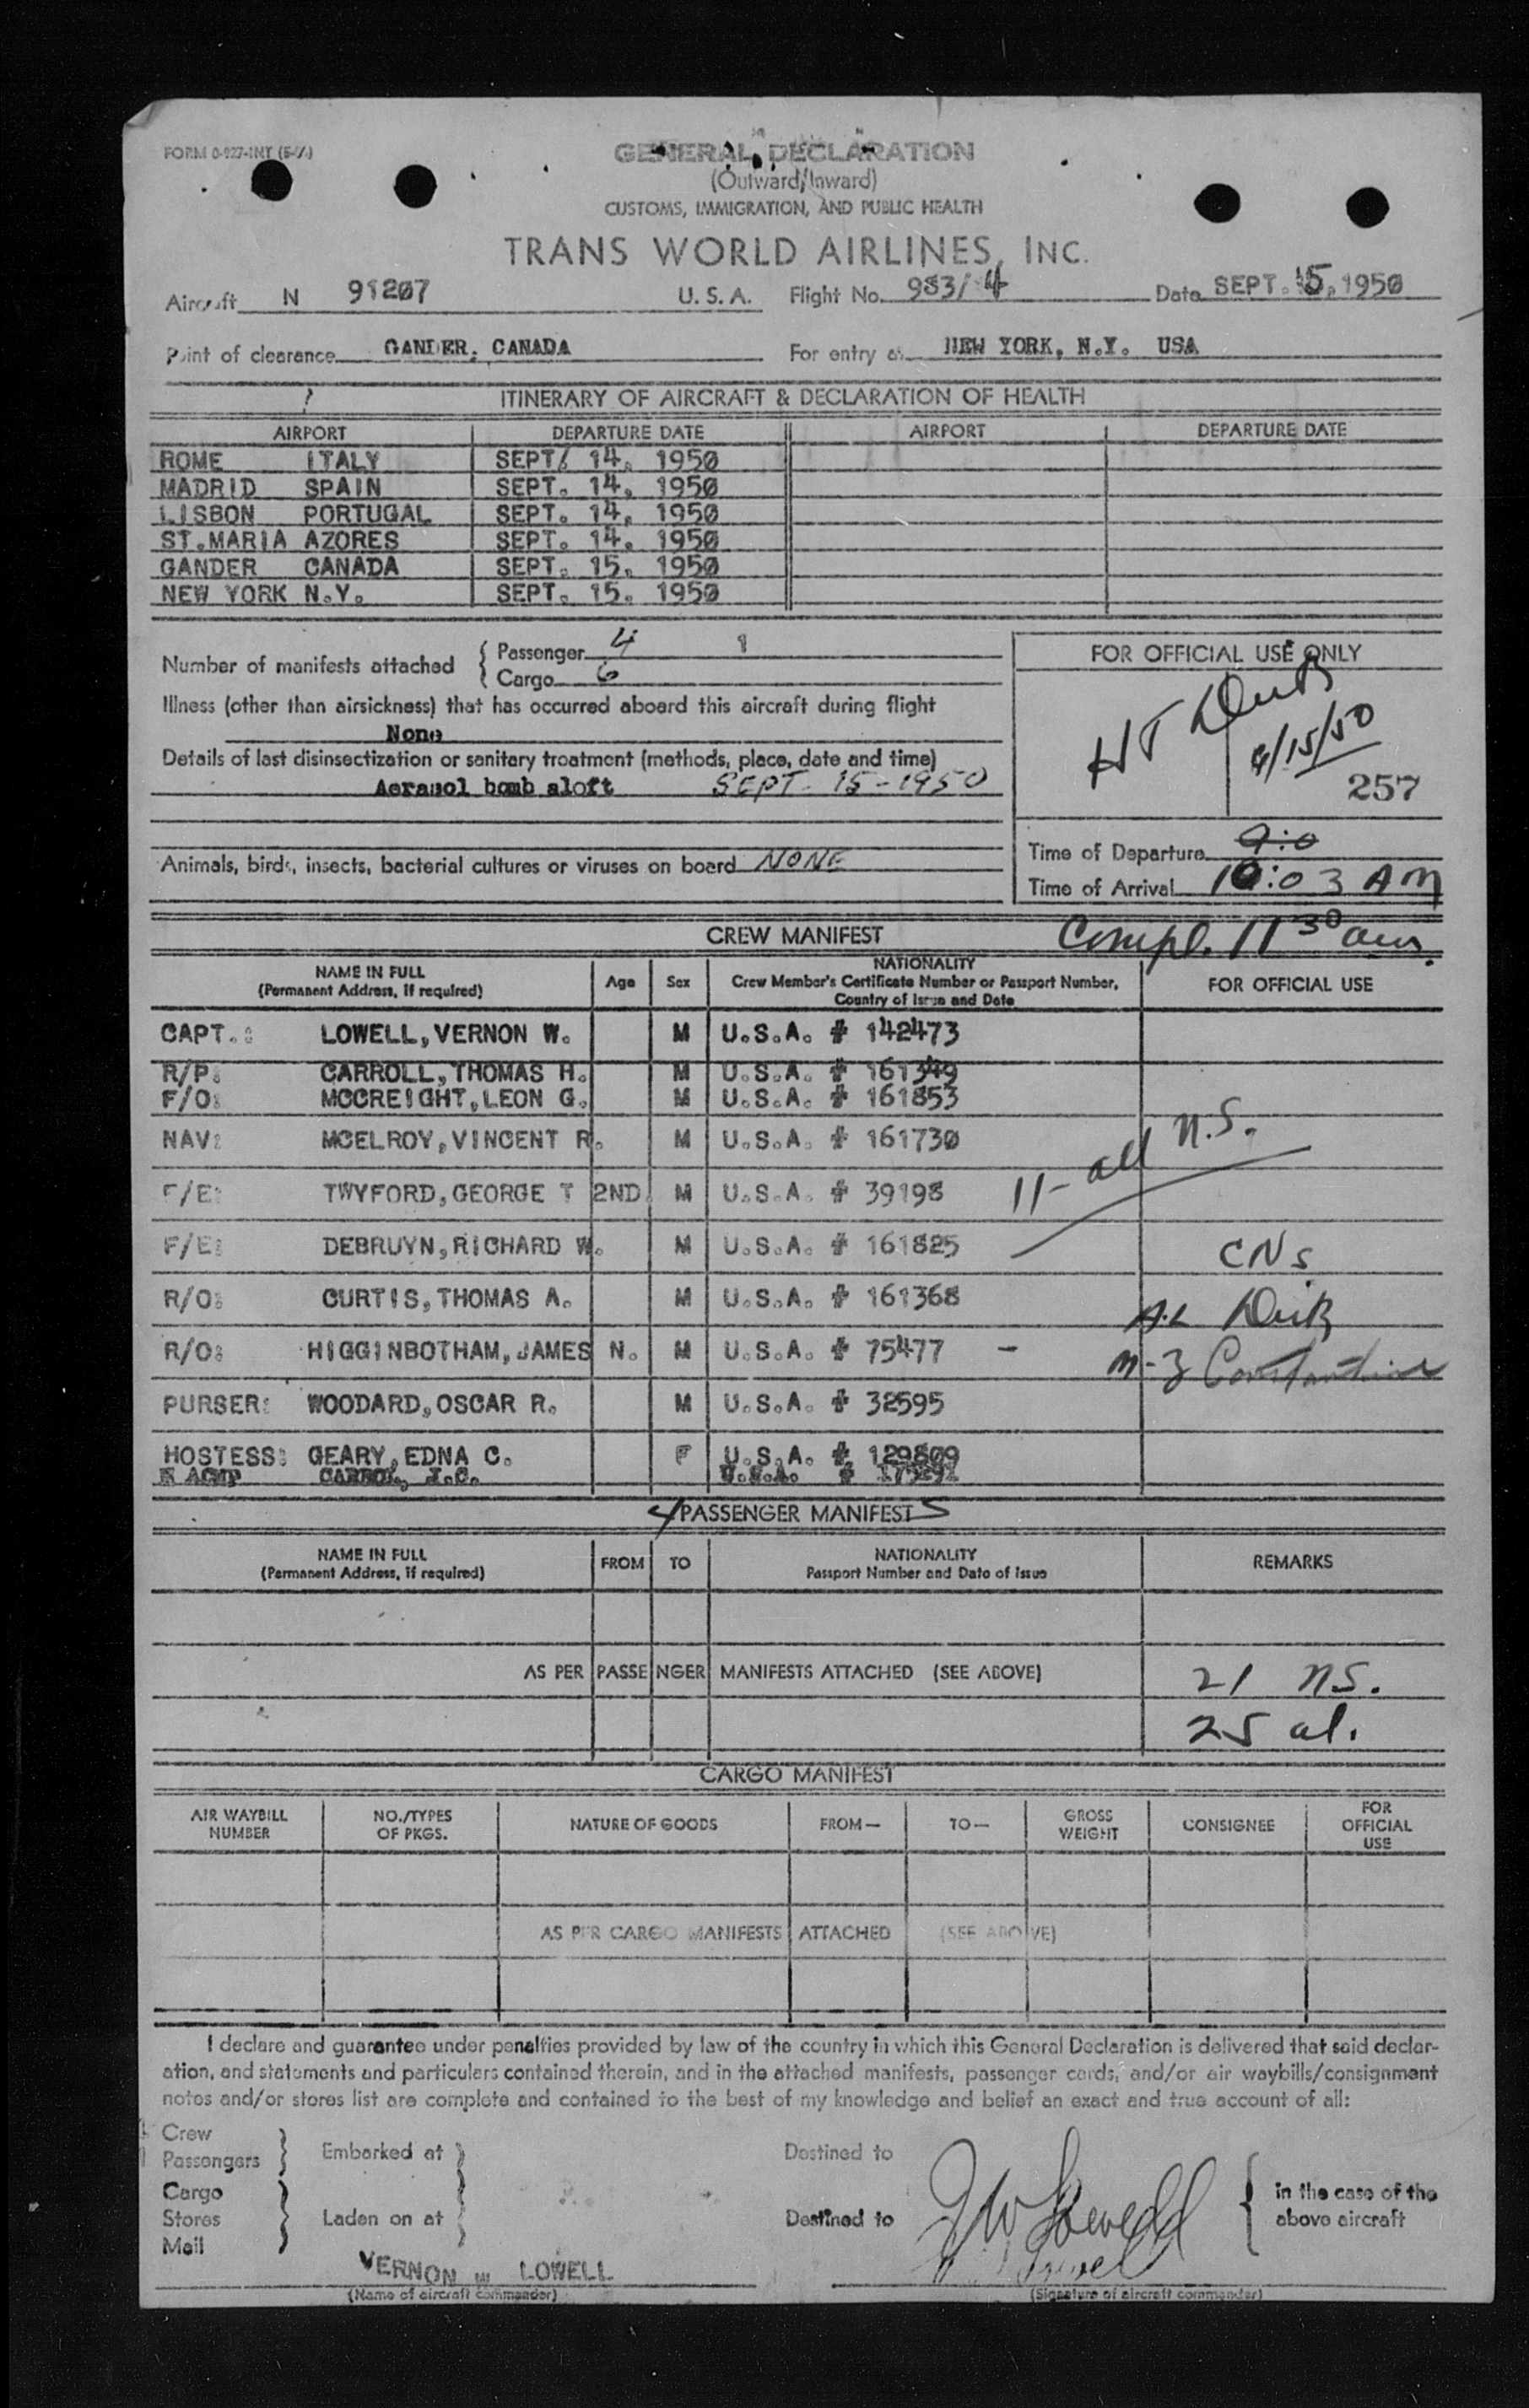 FORM 0-927-INT
GENERAL DECLARATION
(Outward/Inward)
CUSTOMS, IMMIGRATION, AND PUBLIC HEALTH
TRANS WORLD AIRLINES, INC.
Aircraft N 91207 U. S. A. Flight No. 983/ 4 Date SEPT. 15, 1950
Point of clearance GANDER, CANADA For entry at NEW YORK, N.Y. USA
ITINERARY OF AIRCRAFT & DECLARATION OF HEALTH
AIRPORT DEPARTURE DATE AIRPORT DEPARTURE DATE
ROME ITALY SEPT/ 14, 1950
MADRID SPAIN SEPT. 14, 1950
LISBON PORTUGAL SEPT. 14, 1950
ST.MARIA AZORES SEPT. 14. 1950
GANDER CANADA SEPT. 15. 1950
NEW YORK N.Y. SEPT. 15. 1950
Number of manifests attached { Passenger 4
Cargo 6
FOR OFFICIAL USE ONLY
Illness (other than airsickness) that has occurred aboard this aircraft during flight
None
9/15/50
257
Details of last disinsectization or sanitary treatment (methods, place, date and time)
Aerosol bomb aloft SEPT. 15-1950
Animals, birds, insects, bacterial cultures or viruses on board NONE
Time of Departure 9:0
Time of Arrival 10:03 AM
CREW MANIFEST Compl. 11 30 am.
NAME IN FULL
(Permanent Address, if required)
Age Sex
NATIONALITY
Crew Member's Certificate Number or Passport Number,
Country of Issue and Date
FOR OFFICIAL USE
CAPT.: LOWELL, VERNON W. M U.S.A. # 142473
R/P: CARROLL, THOMAS H. M U.S.A. # 161349
F/O: MCCREIGHT, LEON G. M U.S.A. # 161853
NAV: MCELROY, VINCENT R. M U.S.A. # 161730
11- all N.S.
F/E: TWYFORD, GEORGE T 2ND. M U.S.A. # 39198
F/E: DEBRUYN, RICHARD W. M U.S.A. # 161825
CNS
R/O: CURTIS, THOMAS A. M U.S.A. # 161368
R/O: HIGGINBOTHAM, JAMES N. M U.S.A. # 75477 -
PURSER: WOODARD, OSCAR R. M U.S.A. # 32595
HOSTESS: GEARY, EDNA C. F U.S.A. # 129809
U.S.A. #
4 PASSENGER MANIFESTS
NAME IN FULL
(Permanent Address, if required)
FROM TO
NATIONALITY
Passport Number and Date of Issue
REMARKS
AS PER PASSENGER MANIFESTS ATTACHED (SEE ABOVE) 21 NS.
25 al.
CARGO MANIFEST
AIR WAYBILL NUMBER NO./TYPES OF PKGS. NATURE OF GOODS FROM— TO— GROSS WEIGHT CONSIGNEE FOR OFFICIAL USE
AS PER CARGO MANIFESTS ATTACHED (SEE ABOVE)
I declare and guarantee under penalties provided by law of the country in which this General Declaration is delivered that said declar-
ation, and statements and particulars contained therein, and in the attached manifests, passenger cards, and/or air waybills/consignment
notes and/or stores list are complete and contained to the best of my knowledge and belief an exact and true account of all:
Crew
Passengers } Embarked at } Destined to
Cargo
Stores } Laden on at } Destined to { in the case of the
above aircraft
Mail
VERNON W LOWELL
(Name of aircraft commander) (Signature of aircraft commander)